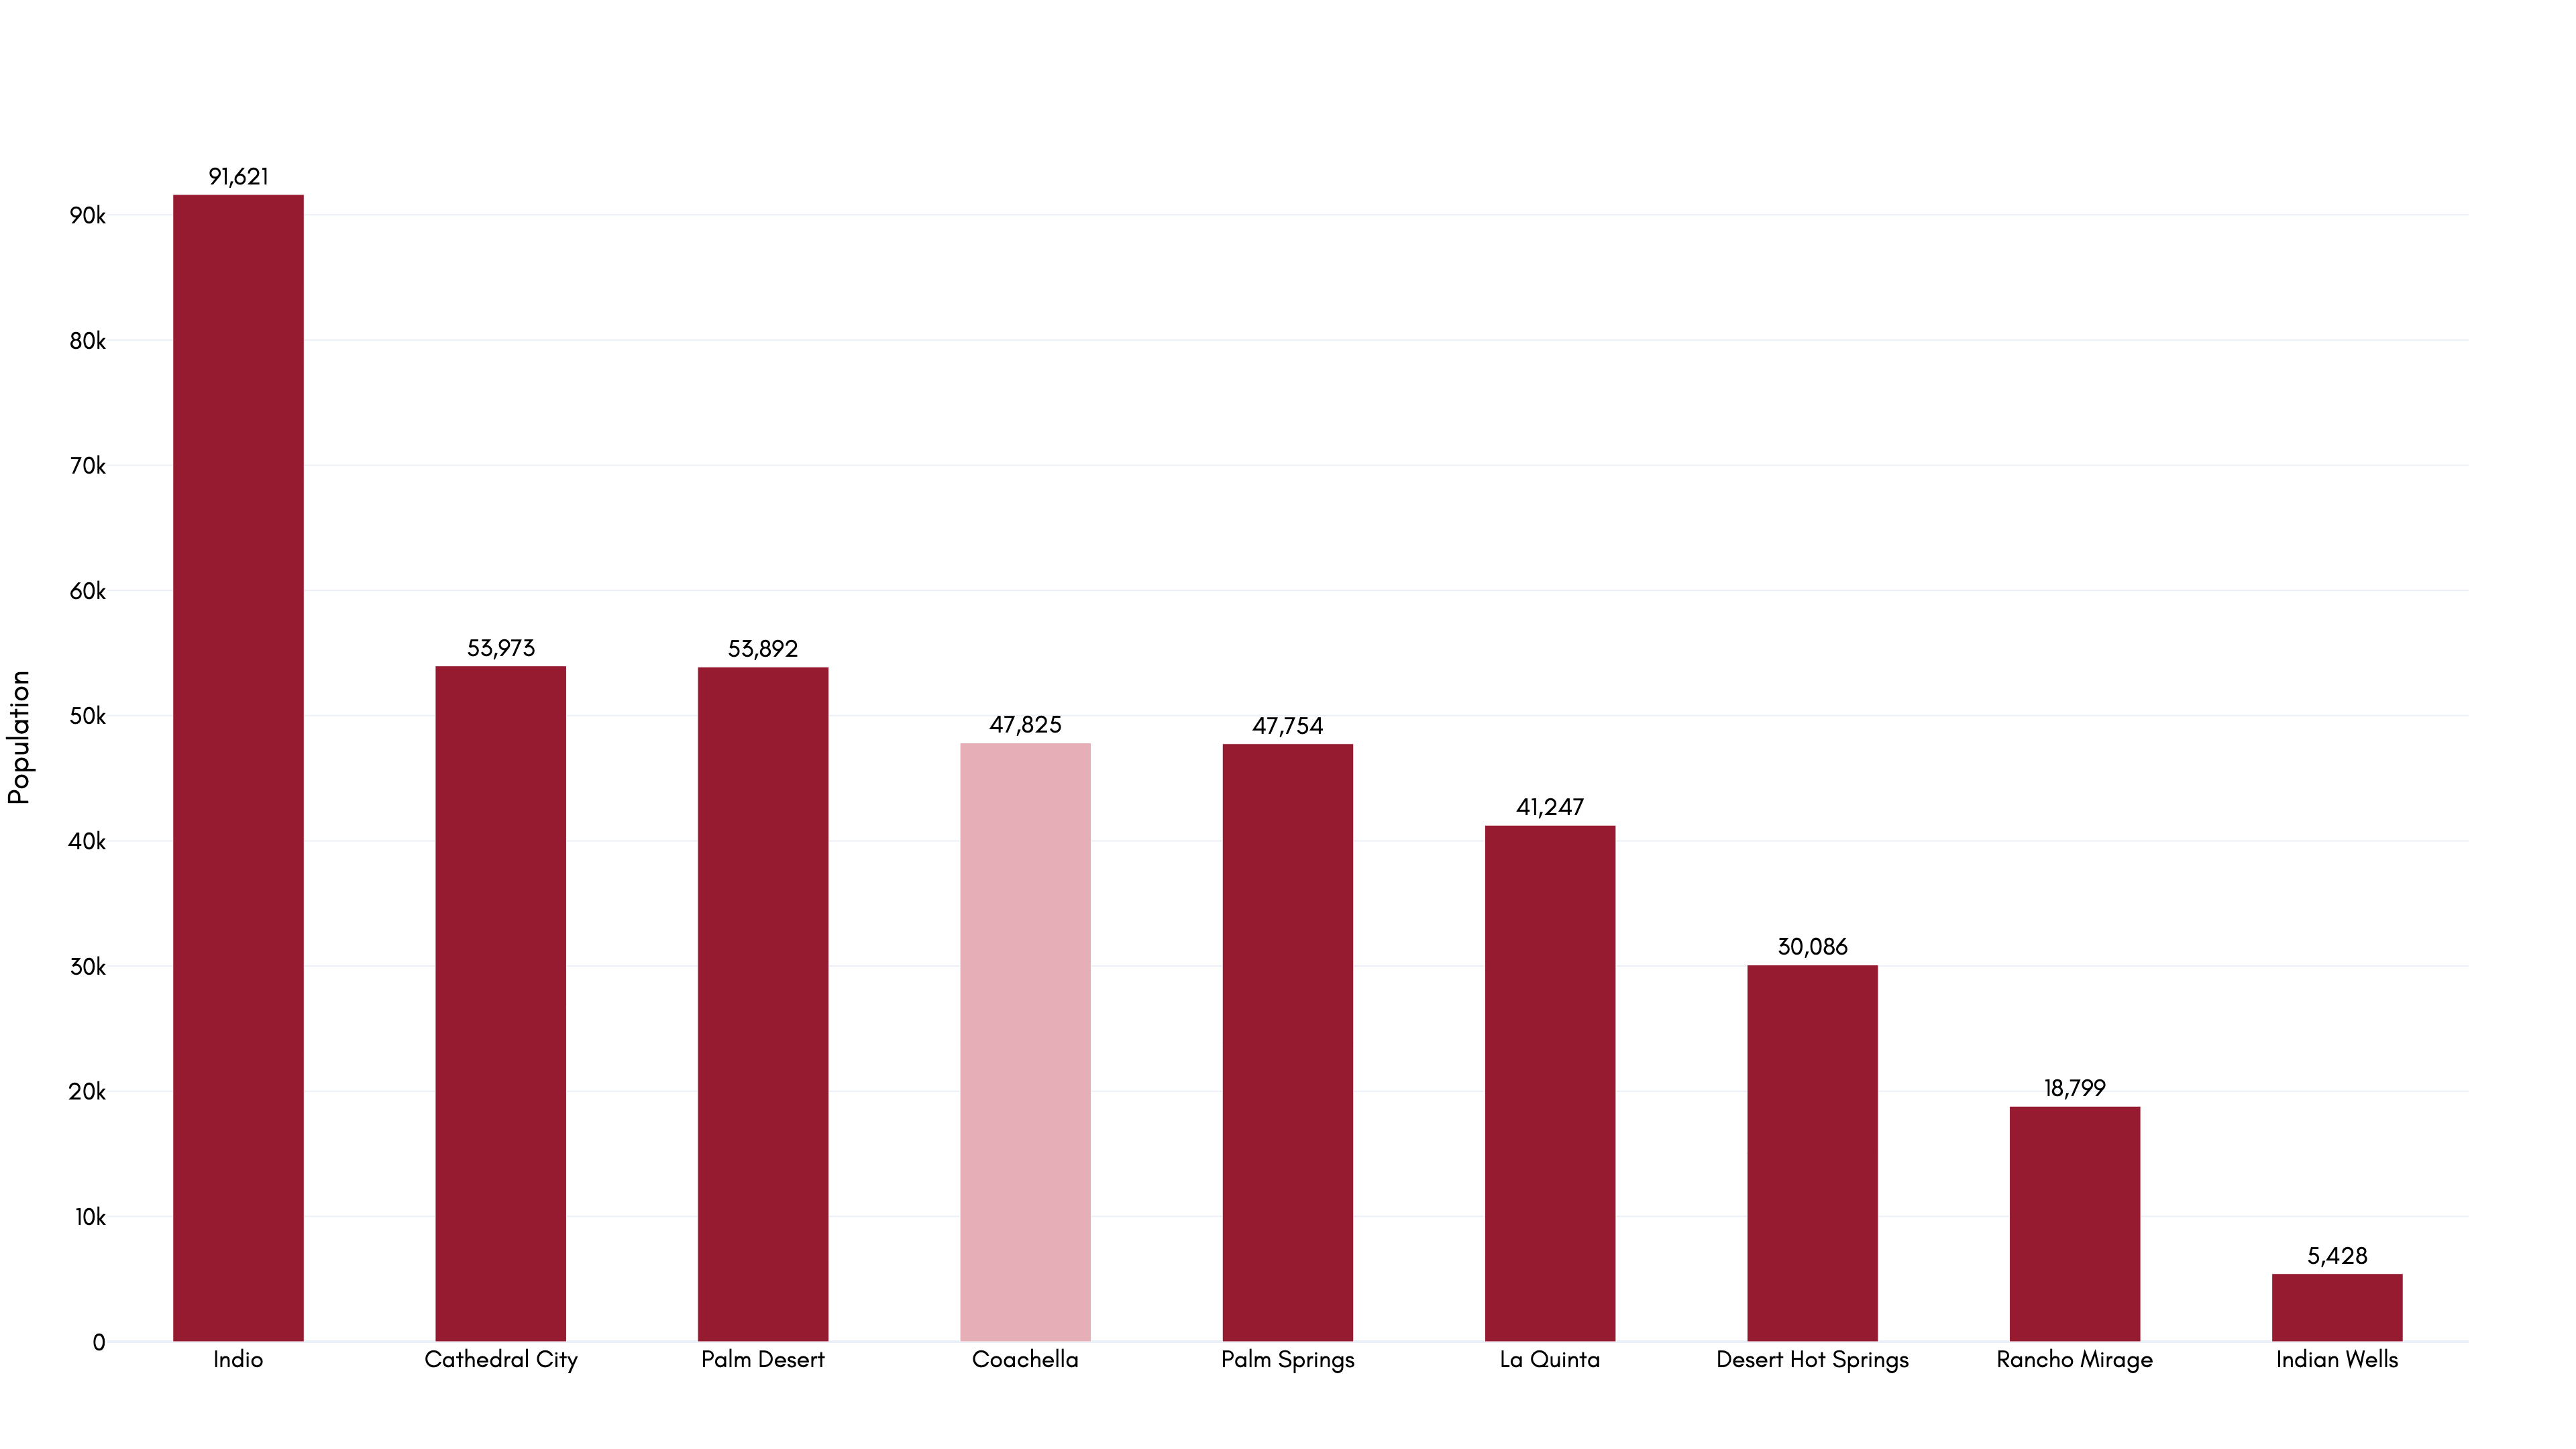 91,621
90k
80k
70k
60k
53,973
53,892
50k
47,825
47,754
41,247
40k
30,086
30k
20k
18,799
10k
5,428
0
Population
Indio
Cathedral City
Palm Desert
Coachella
Palm Springs
La Quinta
Desert Hot Springs
Rancho Mirage
Indian Wells